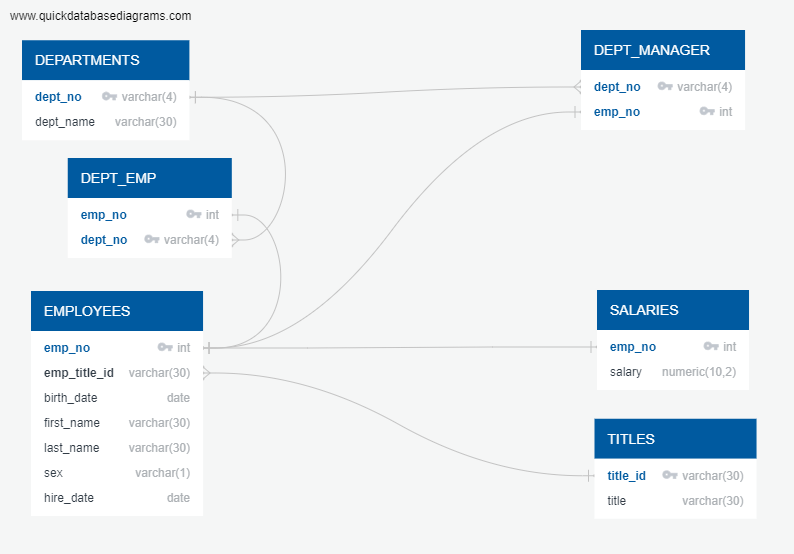 www.quickdatabasediagrams.com
DEPARTMENTS
dept_no varchar(4)
dept_name varchar(30)
DEPT_MANAGER
dept_no varchar(4)
emp_no int
DEPT_EMP
emp_no int
dept_no varchar(4)
EMPLOYEES
emp_no int
emp_title_id varchar(30)
birth_date date
first_name varchar(30)
last_name varchar(30)
sex varchar(1)
hire_date date
SALARIES
emp_no int
salary numeric(10,2)
TITLES
title_id varchar(30)
title varchar(30)